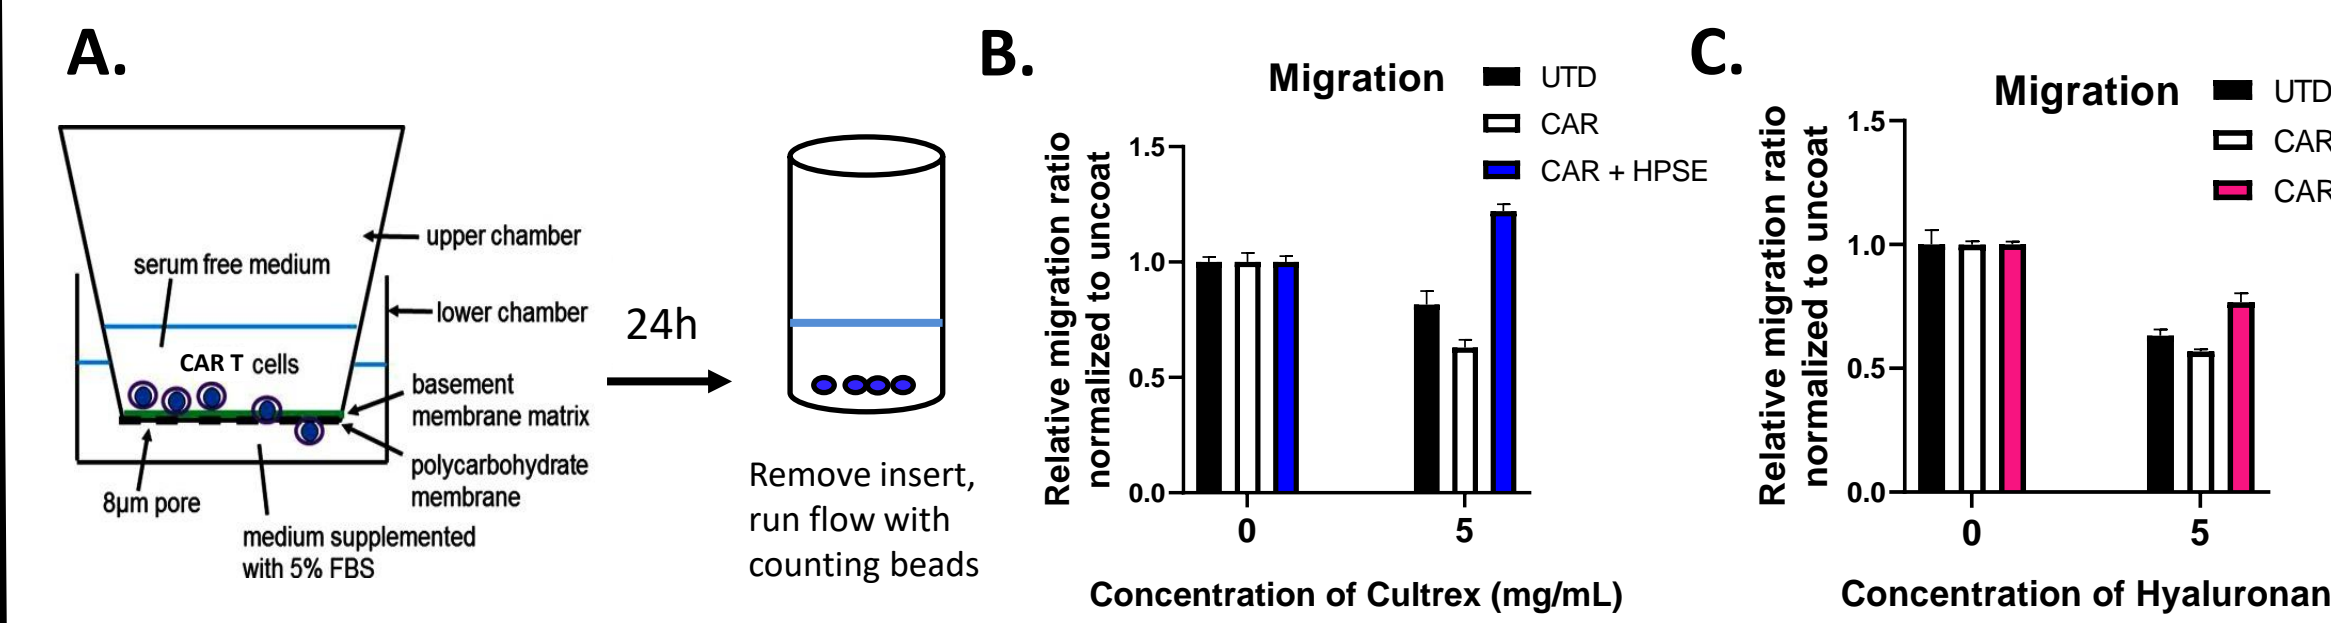 A.
serum free medium
CAR T cells
upper chamber
lower chamber
basement
membrane matrix
polycarbohydrate
membrane
8µm pore
medium supplemented
with 5% FBS
24h
Remove insert,
run flow with
counting beads
B.
Migration
UTD
CAR
CAR + HPSE
Relative migration ratio
normalized to uncoat
1.5
1.0
0.5
0.0
0
5
Concentration of Cultrex (mg/mL)
C.
Migration
UTD
CAR
CAR
Relative migration ratio
normalized to uncoat
1.5
1.0
0.5
0.0
0
5
Concentration of Hyaluronan